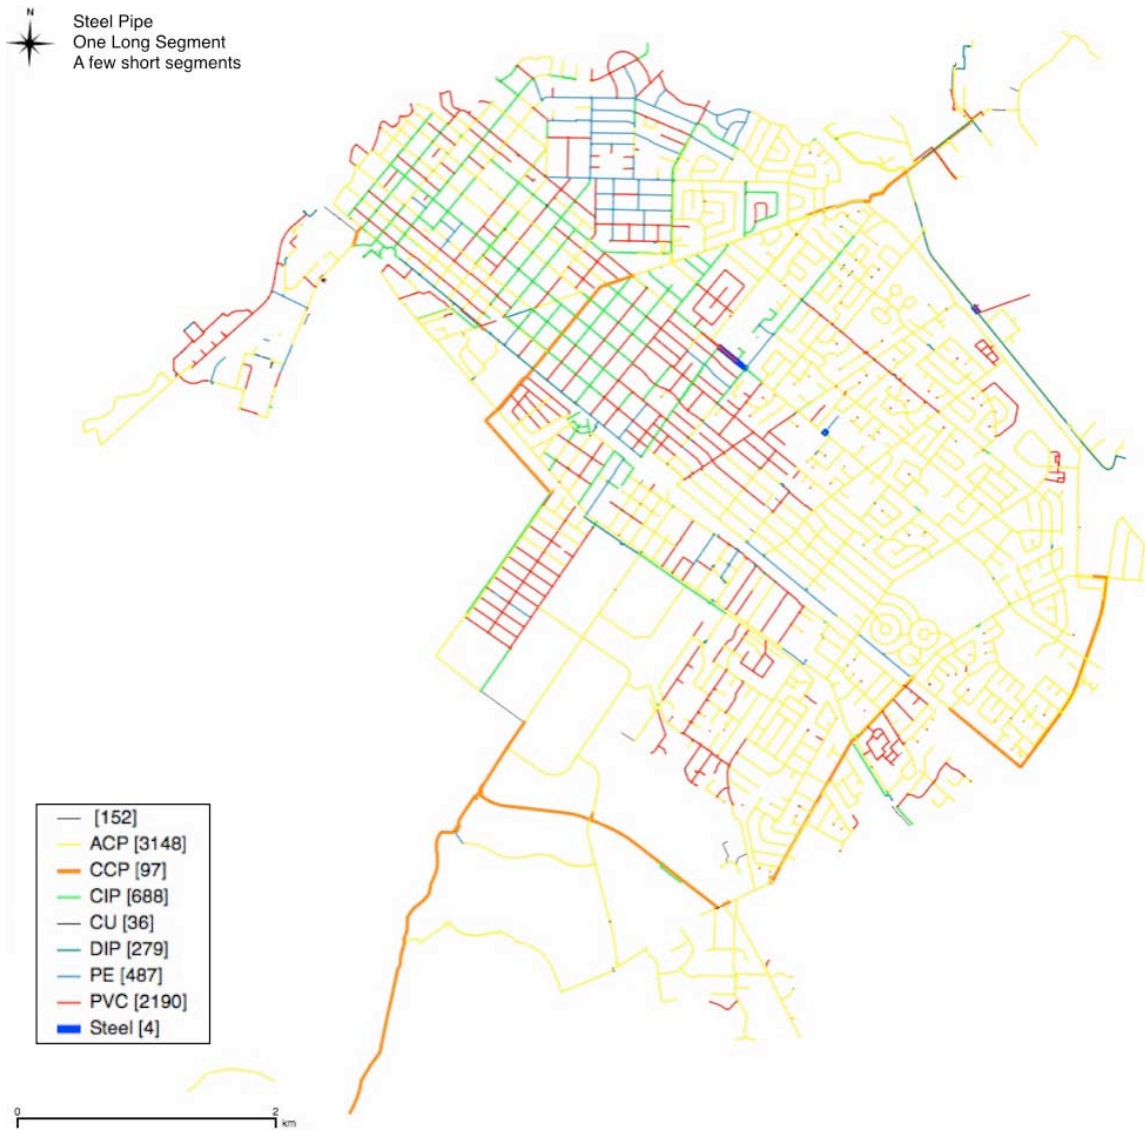 N
Steel Pipe
One Long Segment
A few short segments
[152]
ACP [3148]
CCP [97]
CIP [688]
CU [36]
DIP [279]
PE [487]
PVC [2190]
Steel [4]
0 2
km